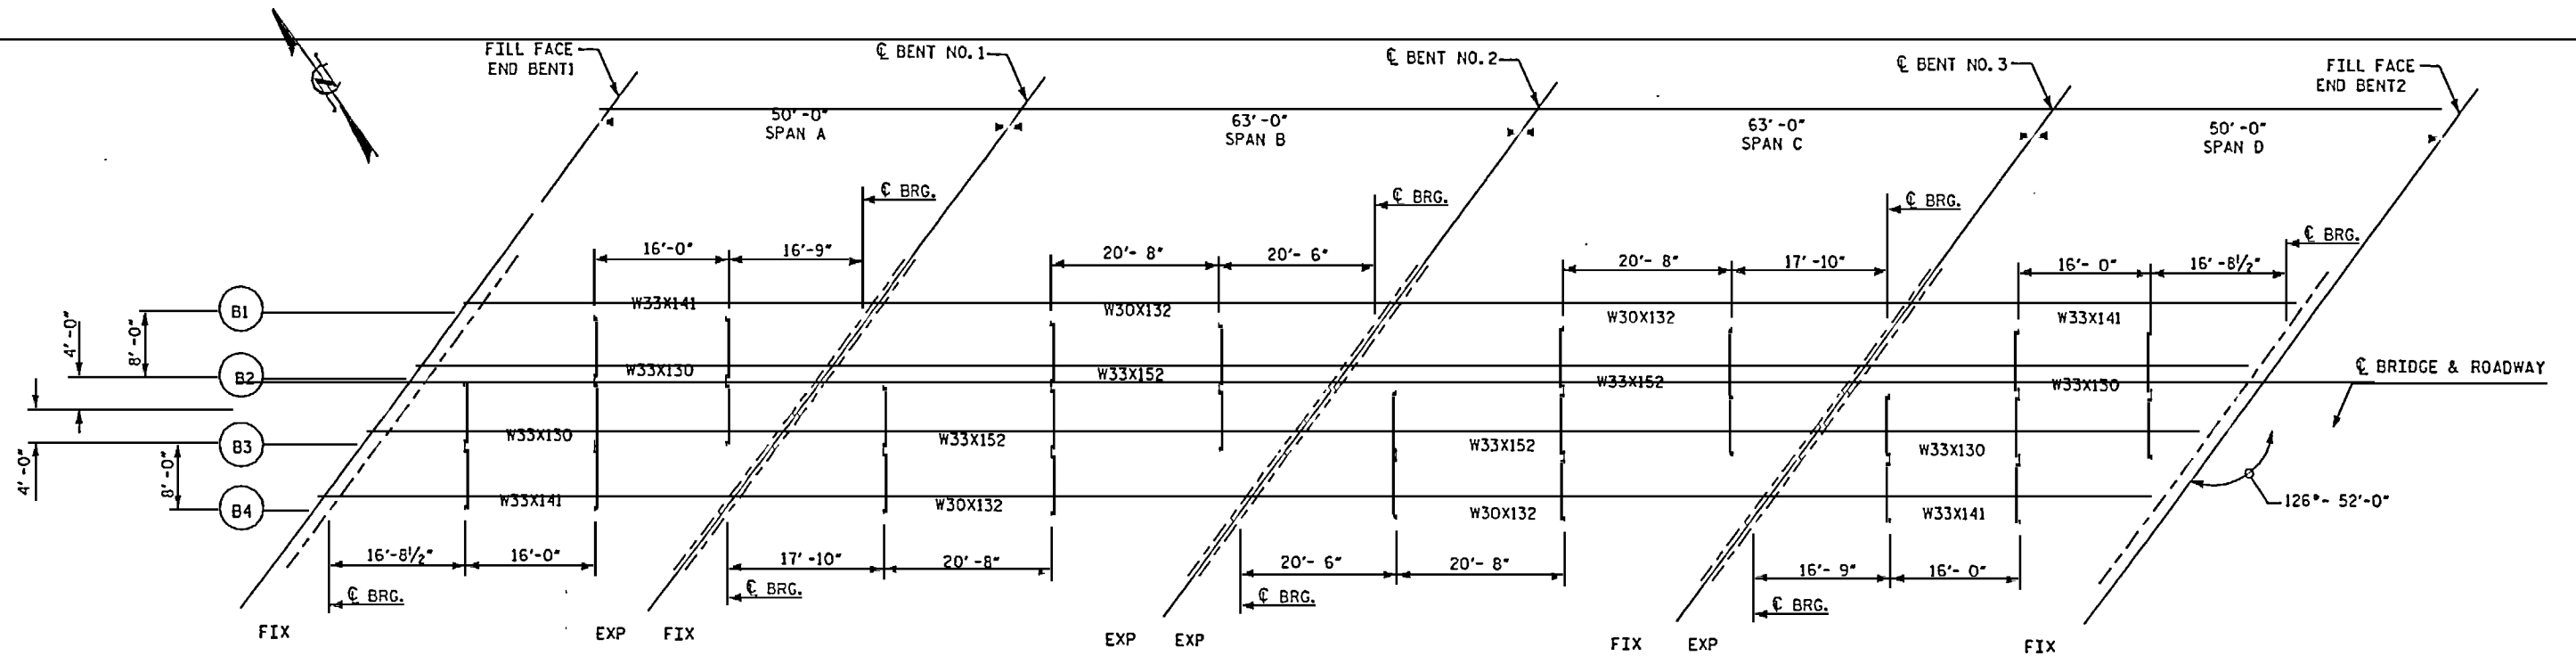 FILL FACE
END BENT1
℄ BENT NO. 1
℄ BENT NO. 2
℄ BENT NO. 3
FILL FACE
END BENT2
50'-0"
SPAN A
63'-0"
SPAN B
63'-0"
SPAN C
50'-0"
SPAN D
℄ BRG.
℄ BRG.
℄ BRG.
℄ BRG.
16'-0"
16'-9"
20'- 8"
20'- 6"
20'- 8"
17'-10"
16'- 0"
16'-8½"
B1
W33X141
W30X132
W30X132
W33X141
4'-0"
8'-0"
B2
W33X130
W33X152
W33X152
W33X130
℄ BRIDGE & ROADWAY
B3
W33X130
W33X152
W33X152
W33X130
4'-0"
8'-0"
B4
W33X141
W30X132
W30X132
W33X141
126°- 52'-0"
16'-8½"
16'-0"
17'-10"
20'-8"
20'- 6"
20'- 8"
16'- 9"
16'- 0"
℄ BRG.
℄ BRG.
℄ BRG.
℄ BRG.
FIX
EXP
FIX
EXP
EXP
FIX
EXP
FIX